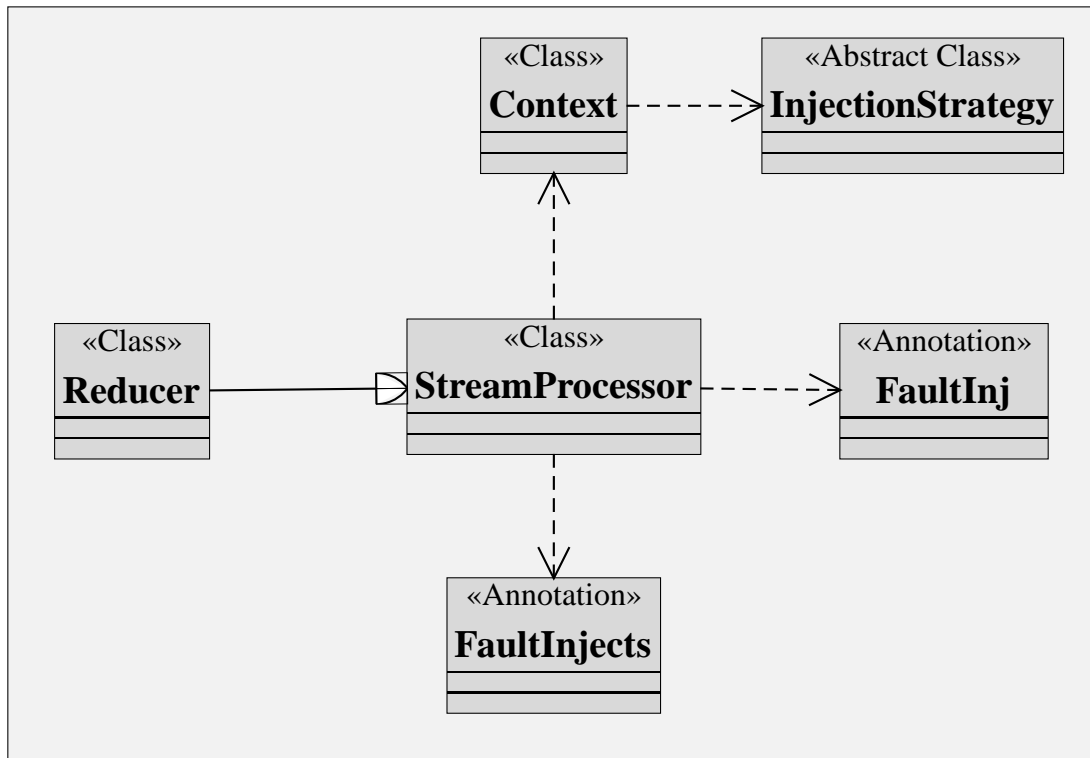 «Class»
Context
«Abstract Class»
InjectionStrategy
«Class»
Reducer
«Class»
StreamProcessor
«Annotation»
FaultInj
«Annotation»
FaultInjects